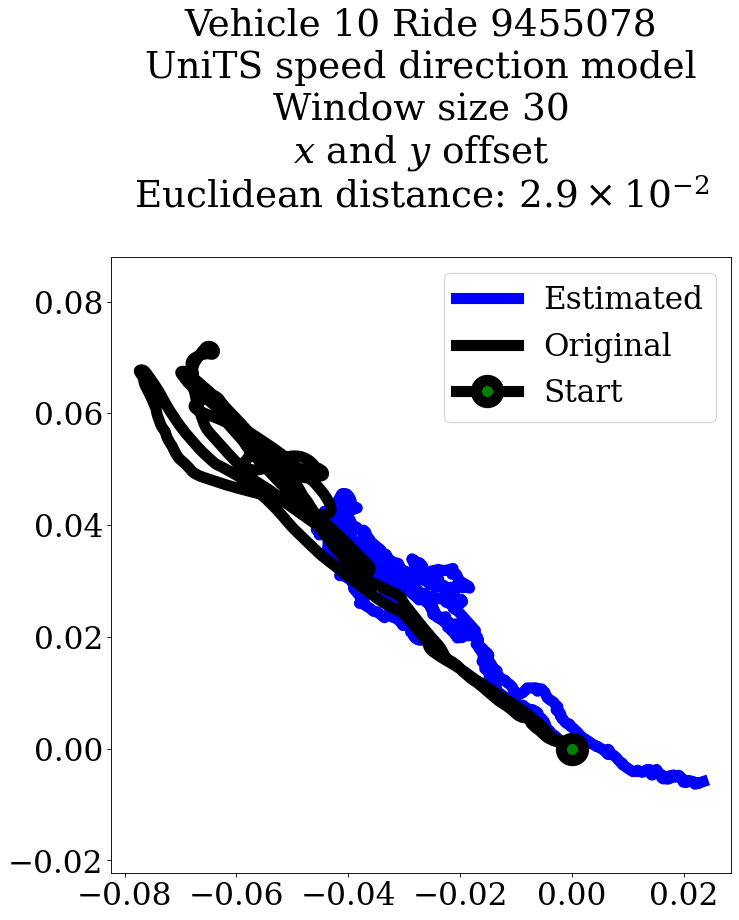 Vehicle 10 Ride 9455078
UniTS speed direction model
Window size 30
x and y offset
Euclidean distance: 2.9 × 10⁻²
Estimated
Original
Start
0.08
0.06
0.04
0.02
0.00
−0.02
−0.08 −0.06 −0.04 −0.02 0.00 0.02